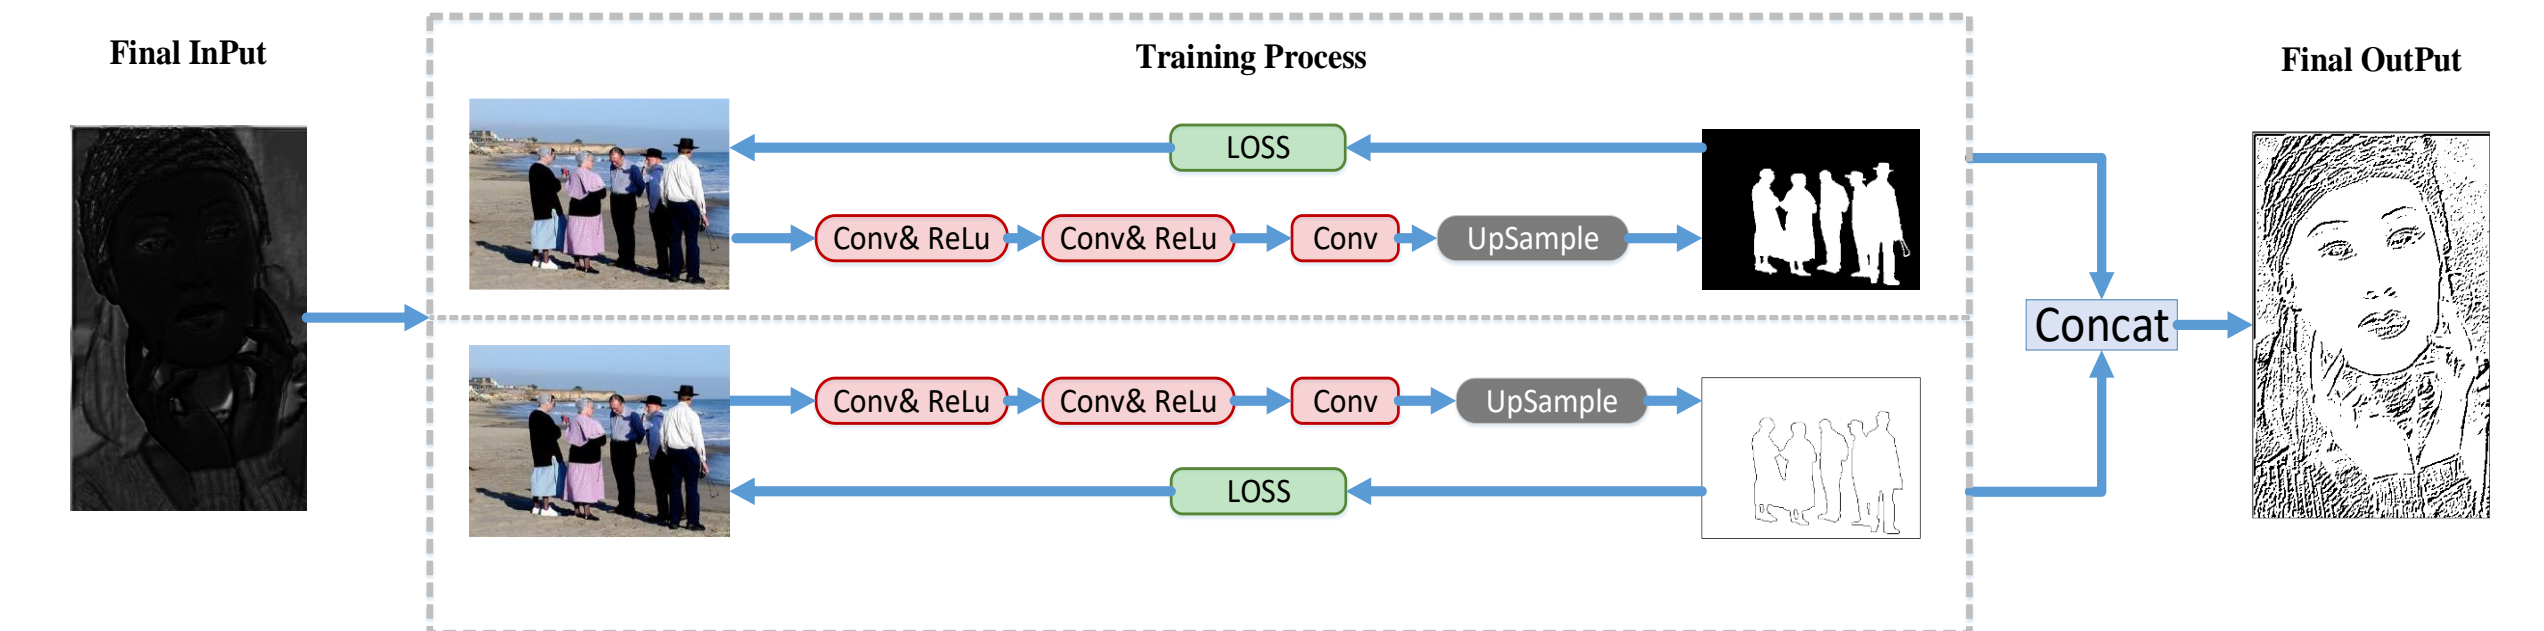 Final InPut
Training Process
Final OutPut
LOSS
Conv& ReLu
Conv& ReLu
Conv
UpSample
Concat
Conv& ReLu
Conv& ReLu
Conv
UpSample
LOSS